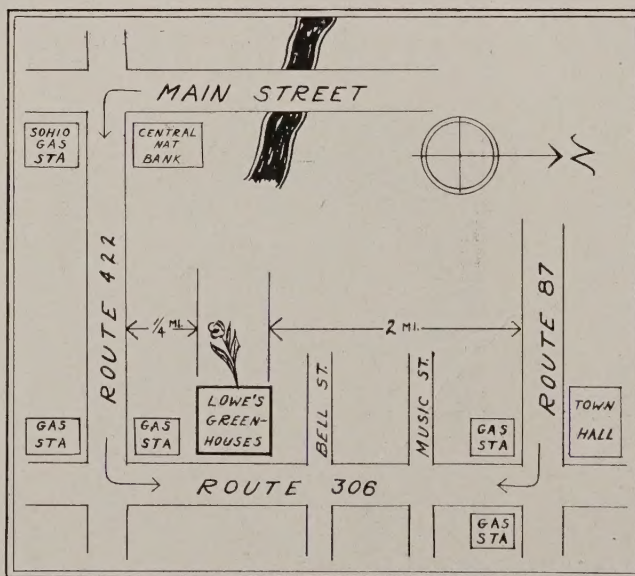 MAIN STREET
SOHIO
GAS
STA
CENTRAL
NAT
BANK
N
ROUTE 422
ROUTE 87
1/4 MI.
2 MI.
LOWE'S
GREEN-
HOUSES
BELL ST.
MUSIC ST.
GAS
STA
GAS
STA
GAS
STA
TOWN
HALL
ROUTE 306
GAS
STA